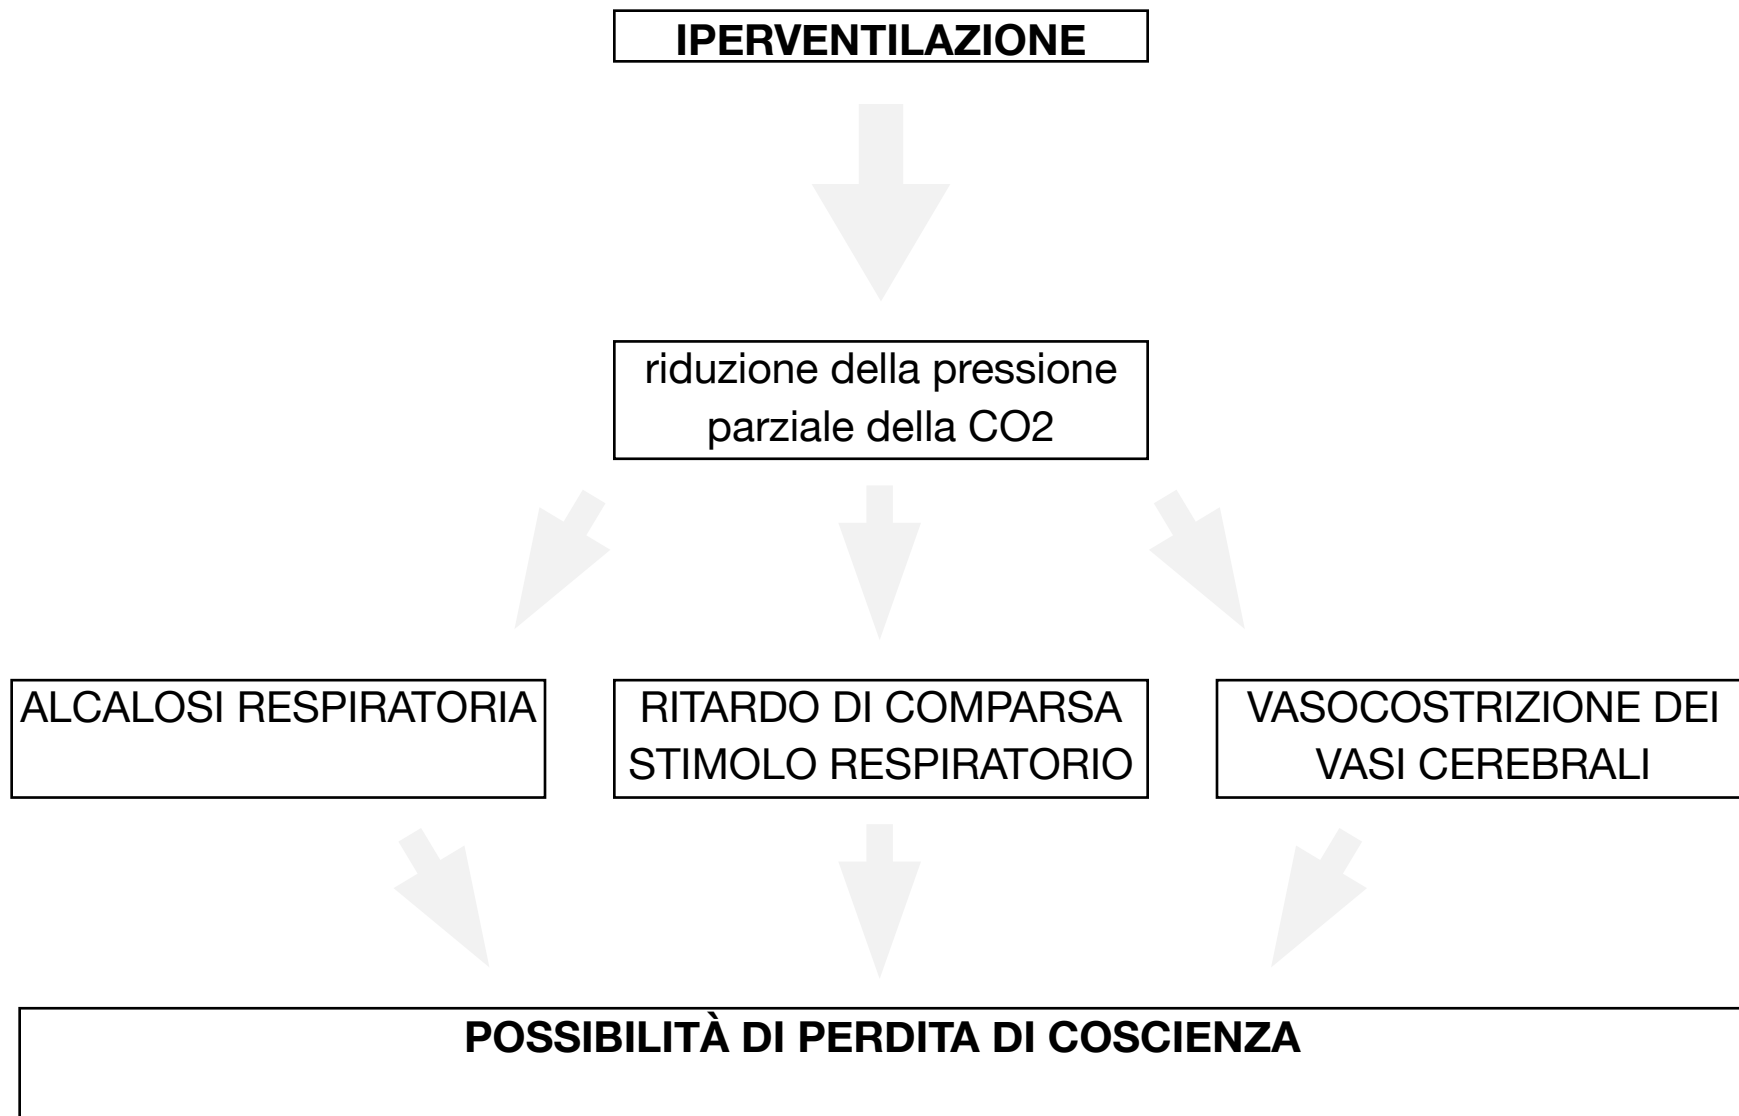 IPERVENTILAZIONE
riduzione della pressione
parziale della CO2
ALCALOSI RESPIRATORIA
RITARDO DI COMPARSA
STIMOLO RESPIRATORIO
VASOCOSTRIZIONE DEI
VASI CEREBRALI
POSSIBILITÀ DI PERDITA DI COSCIENZA